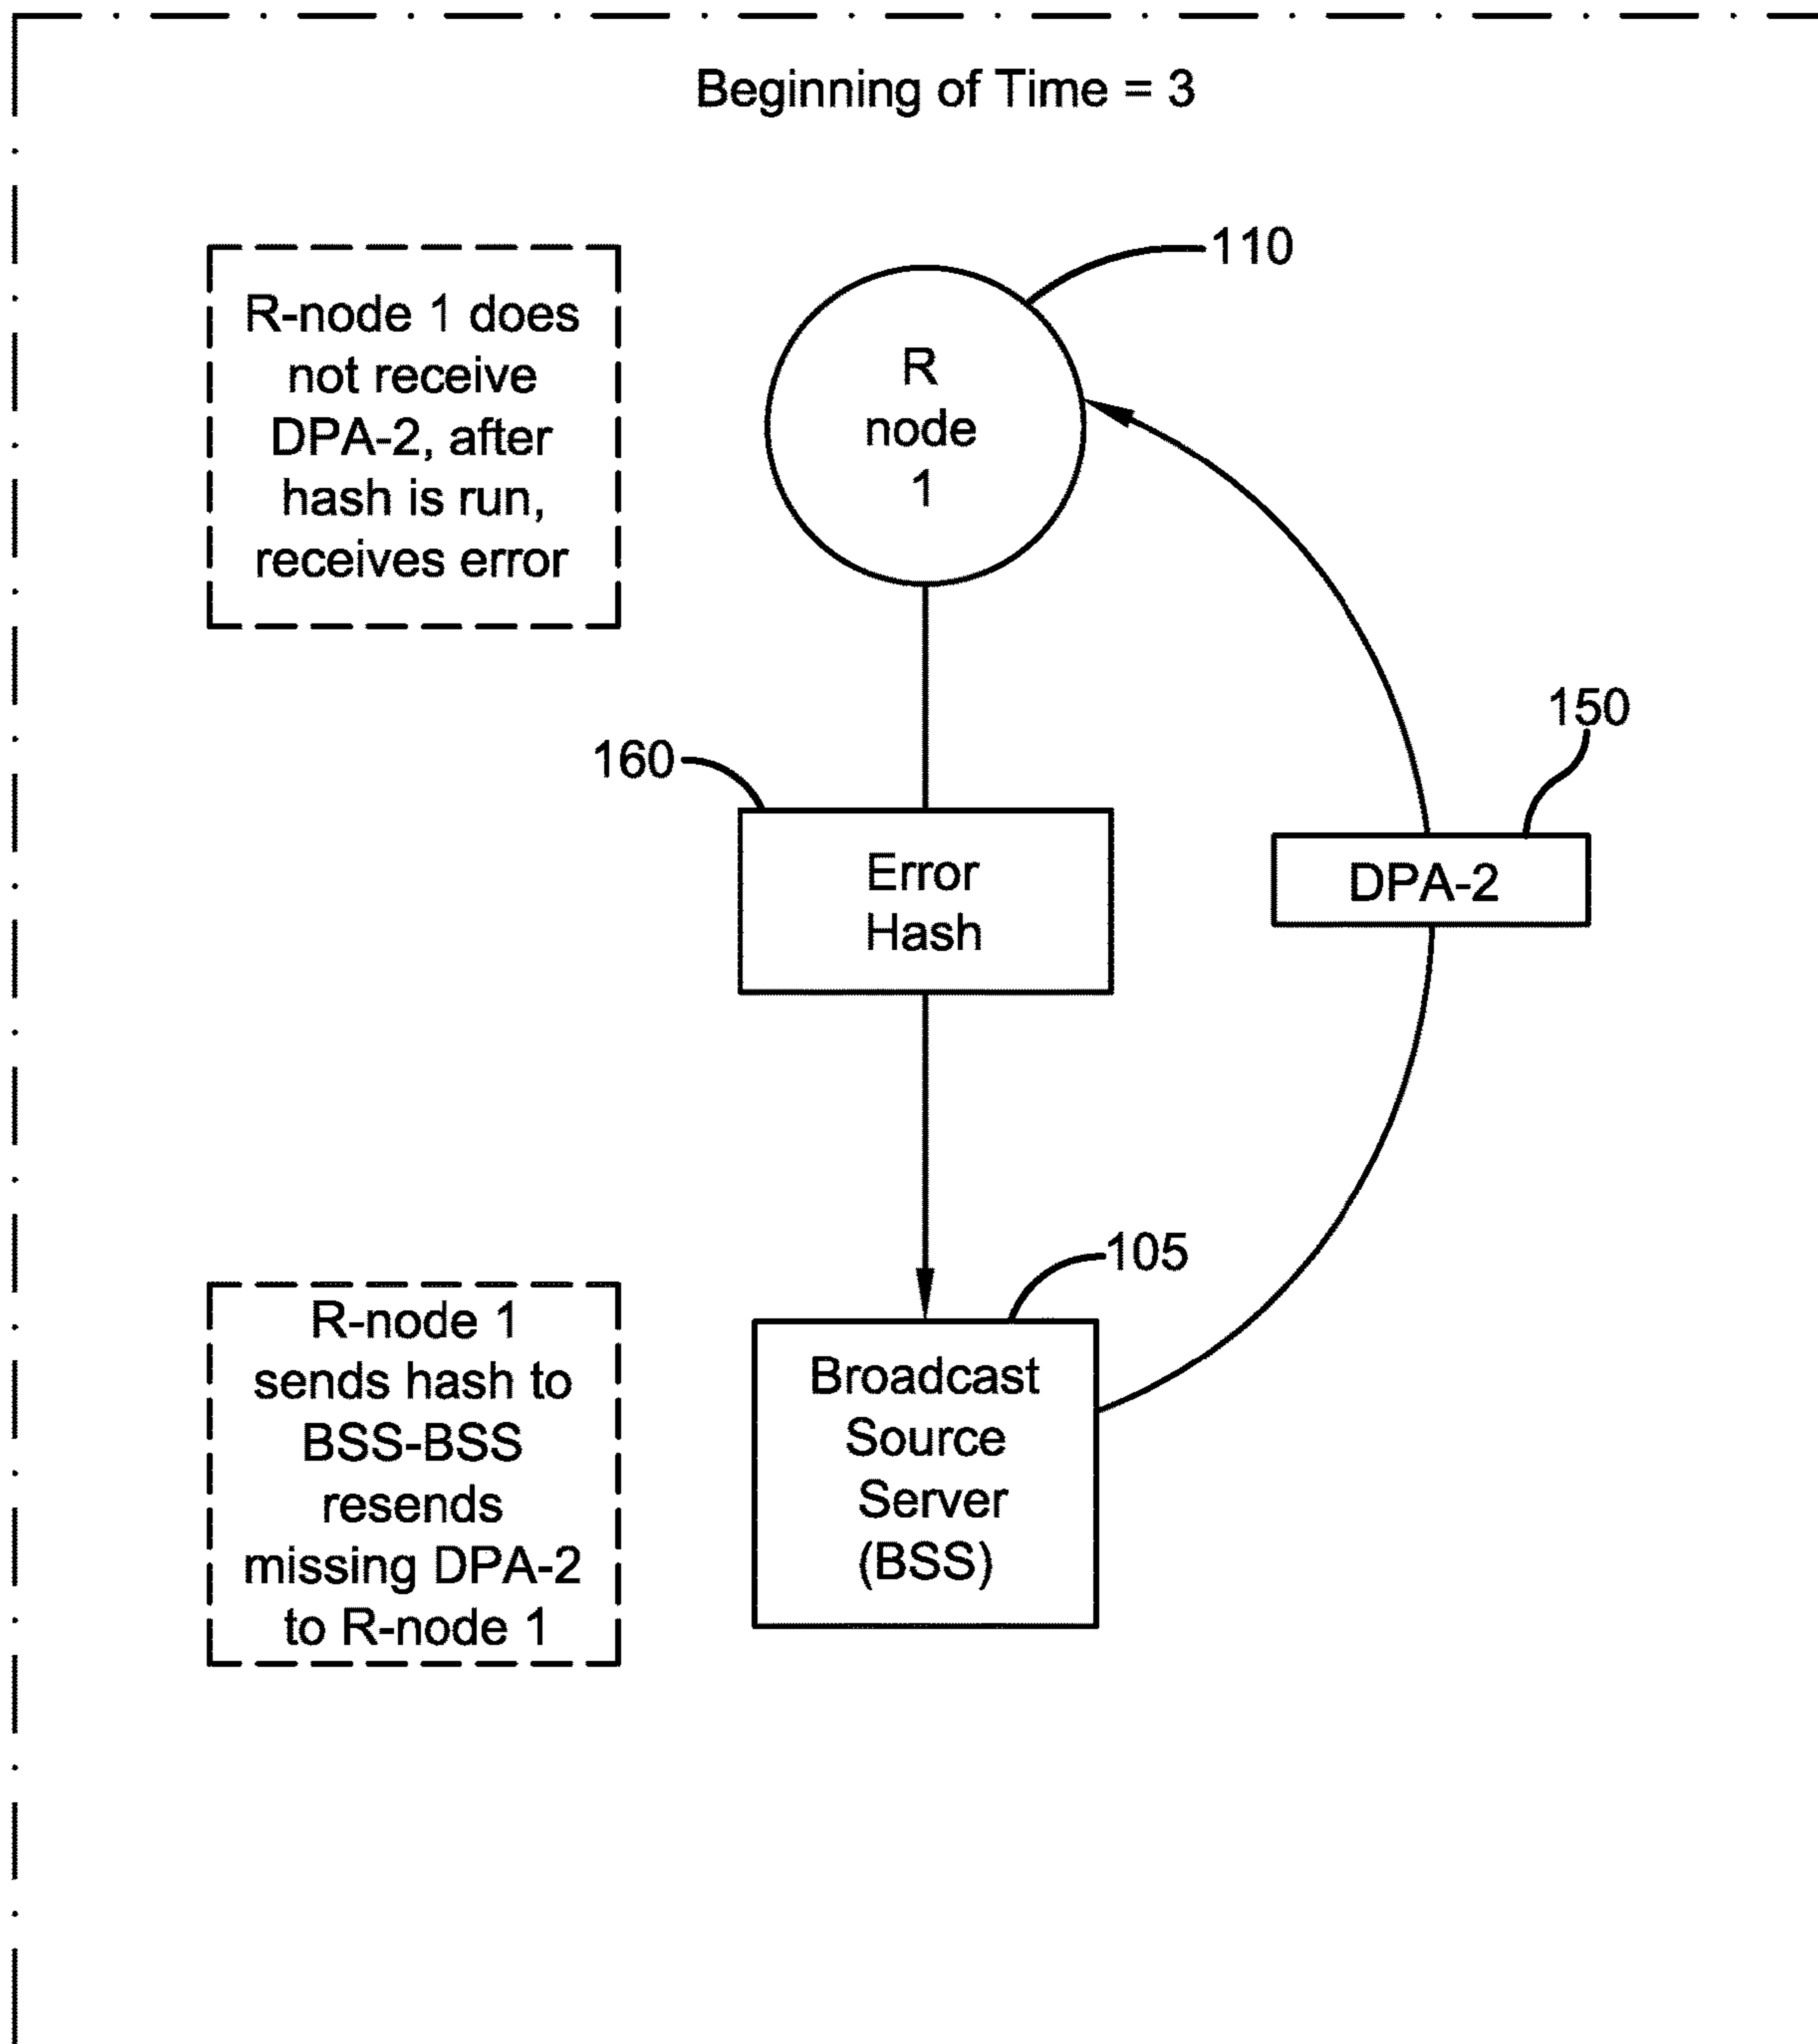 Beginning of Time = 3
R-node 1 does
not receive
DPA-2, after
hash is run,
receives error
110
R
node
1
160
Error
Hash
150
DPA-2
R-node 1
sends hash to
BSS-BSS
resends
missing DPA-2
to R-node 1
105
Broadcast
Source
Server
(BSS)